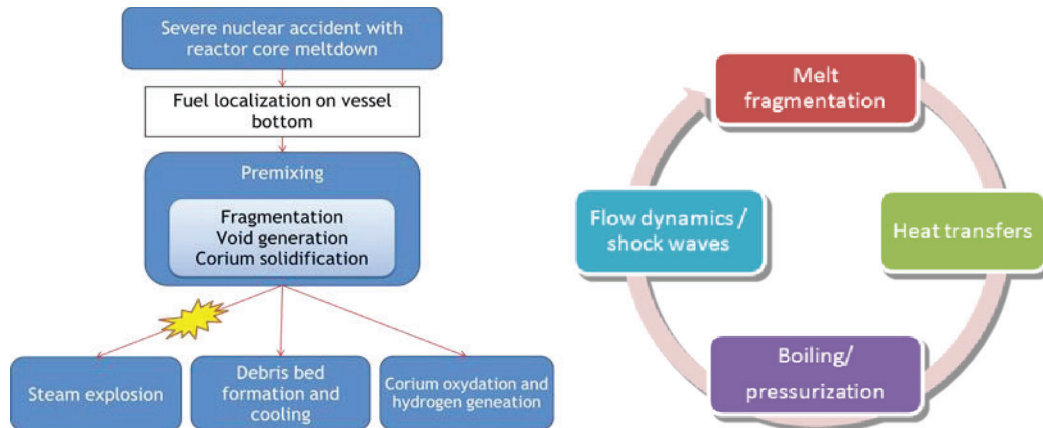 Severe nuclear accident with
reactor core meltdown
Fuel localization on vessel
bottom
Premixing
Fragmentation
Void generation
Corium solidification
Steam explosion
Debris bed
formation and
cooling
Corium oxydation and
hydrogen geneation
Melt
fragmentation
Heat transfers
Boiling/
pressurization
Flow dynamics /
shock waves